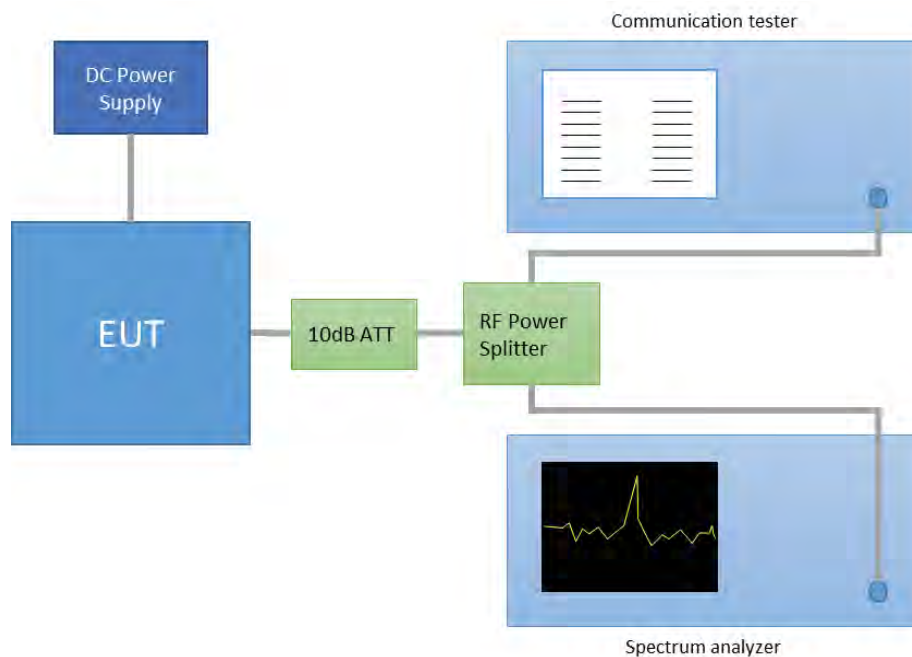 Communication tester
DC Power
Supply
EUT
10dB ATT
RF Power
Splitter
Spectrum analyzer